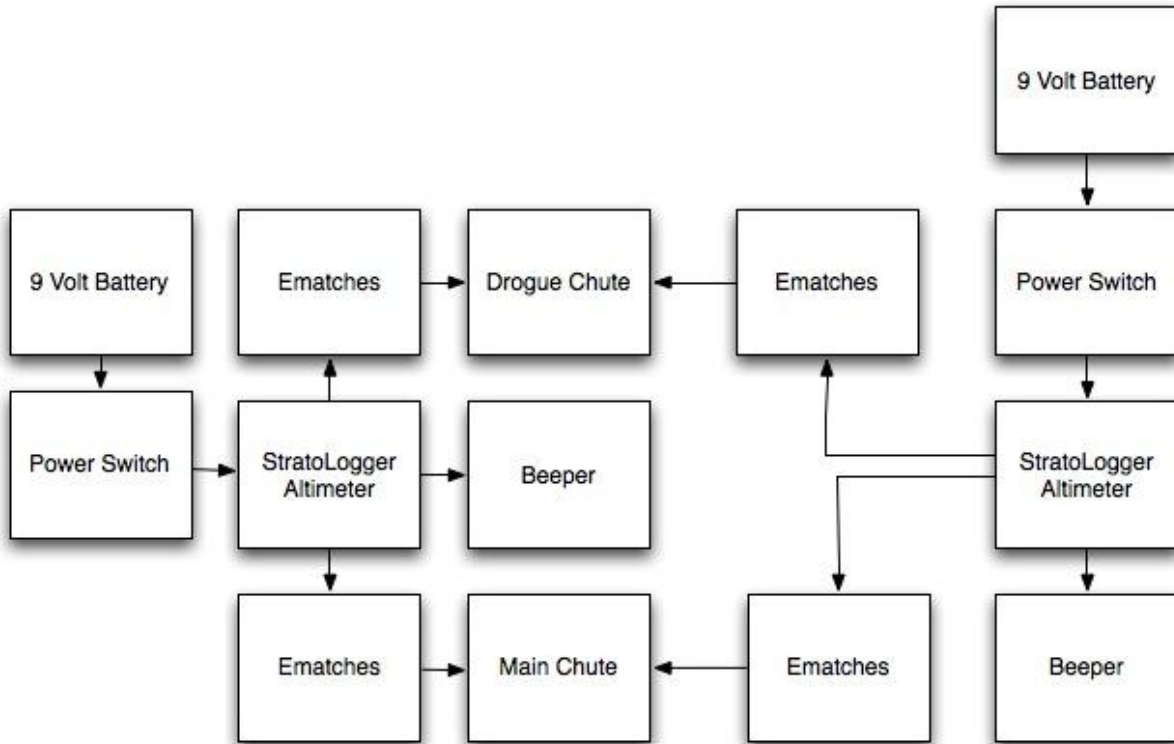 9 Volt Battery
9 Volt Battery
Ematches
Drogue Chute
Ematches
Power Switch
Power Switch
StratoLogger
Altimeter
Beeper
StratoLogger
Altimeter
Ematches
Main Chute
Ematches
Beeper